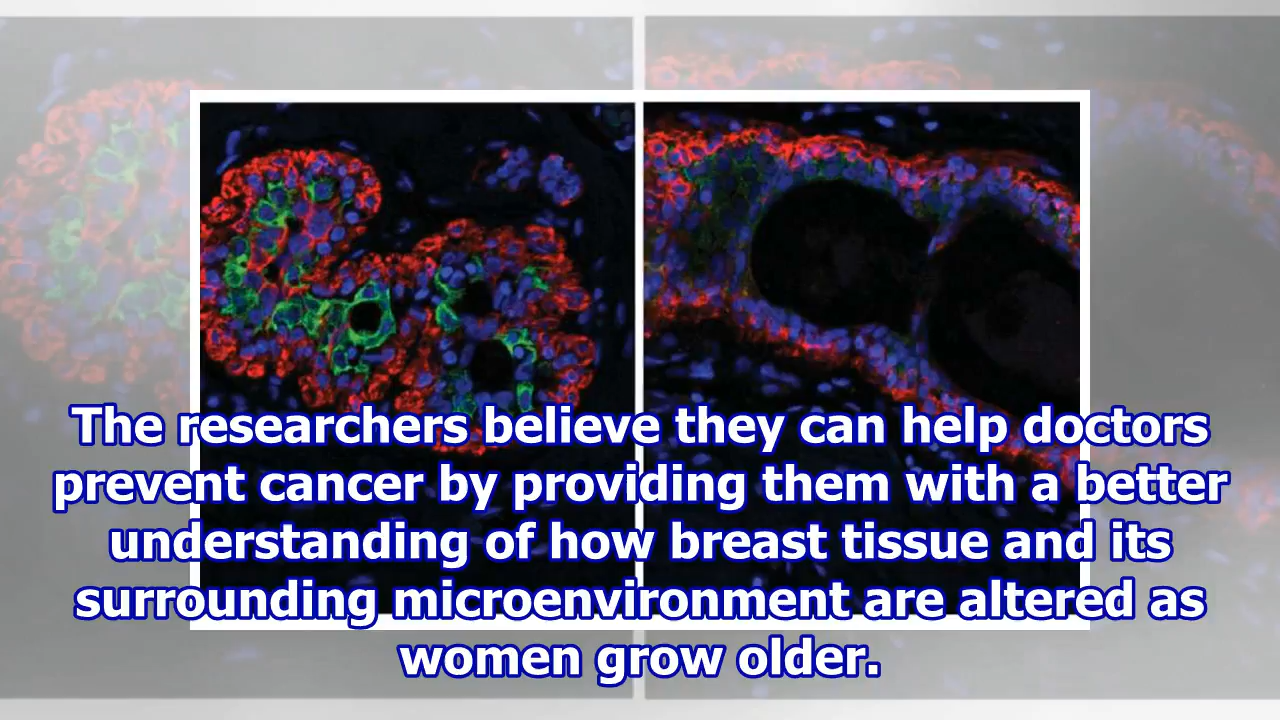 The researchers believe they can help doctors
prevent cancer by providing them with a better
understanding of how breast tissue and its
surrounding microenvironment are altered as
women grow older.